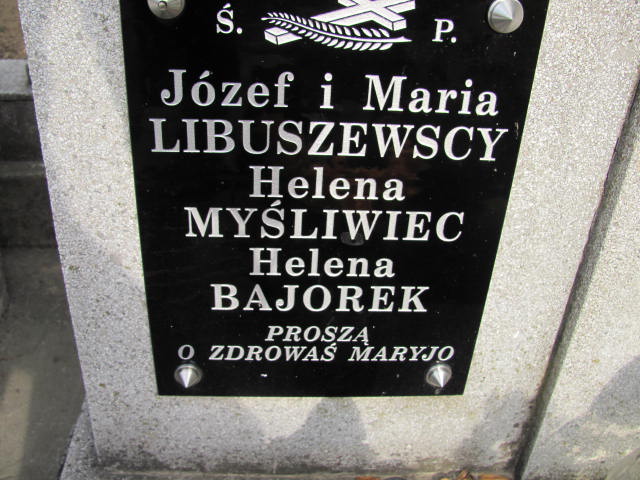 Ś. P.
Józef i Maria
LIBUSZEWSCY
Helena
MYŚLIWIEC
Helena
BAJOREK
PROSZĄ
O ZDROWAŚ MARYJO